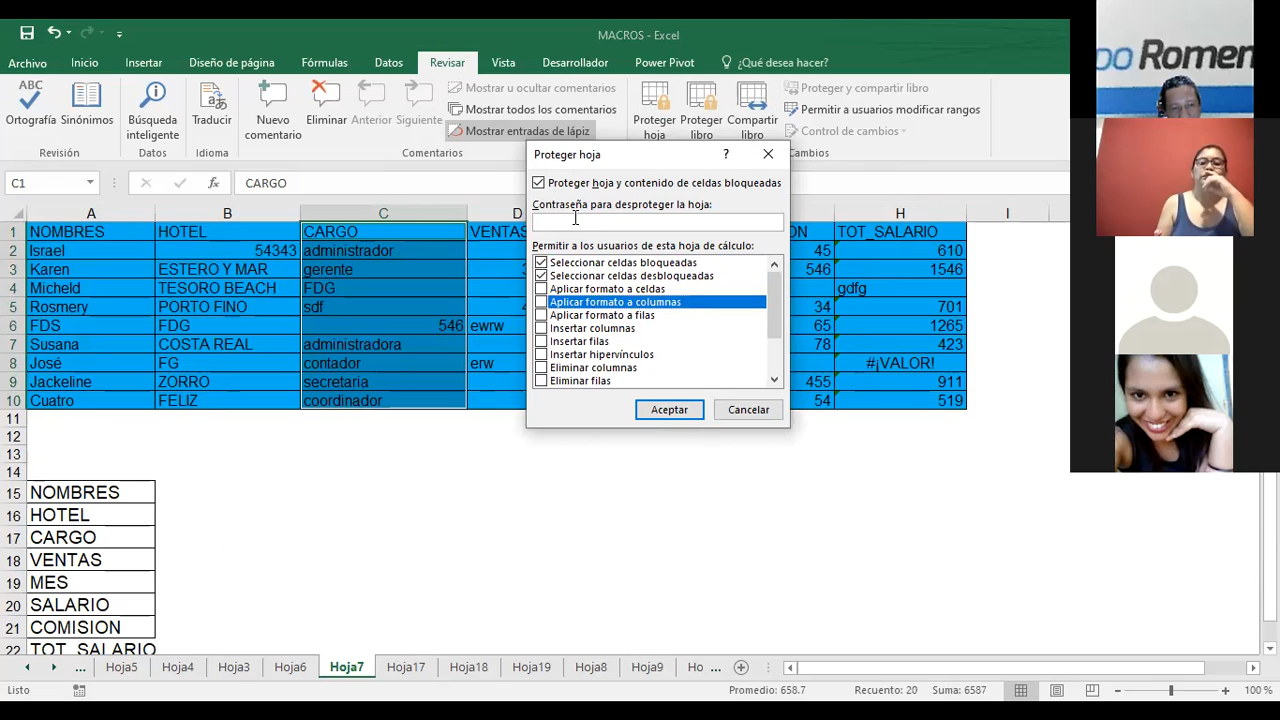 MACROS - Excel
oo Romen
Archivo Inicio Insertar Diseño de página Fórmulas Datos Revisar Vista Desarrollador Power Pivot ¿Qué desea hacer?
ABC
Ortografía
Sinónimos
Revisión
Búsqueda
inteligente
Datos
Traducir
Idioma
Nuevo
comentario
Eliminar
Anterior
Siguiente
Mostrar u ocultar comentarios
Mostrar todos los comentarios
Mostrar entradas de lápiz
Comentarios
Proteger
hoja
Proteger
libro
Compartir
libro
Proteger y compartir libro
Permitir a usuarios modificar rangos
Control de cambios
Cambios
C1 fx CARGO
A B C D H I J
1 NOMBRES HOTEL CARGO VENTAS ON TOT_SALARIO
2 Israel 54343 administrador 45 610
3 Karen ESTERO Y MAR gerente 546 1546
4 Micheld TESORO BEACH FDG gdfg
5 Rosmery PORTO FINO sdf 34 701
6 FDS FDG 546 ewrw 65 1265
7 Susana COSTA REAL administradora 78 423
8 José FG contador erw #¡VALOR!
9 Jackeline ZORRO secretaria 455 911
10 Cuatro FELIZ coordinador 54 519
11
12
13
14
15 NOMBRES
16 HOTEL
17 CARGO
18 VENTAS
19 MES
20 SALARIO
21 COMISION
22 TOT_SALARIO
Proteger hoja ?
Proteger hoja y contenido de celdas bloqueadas
Contraseña para desproteger la hoja:
Permitir a los usuarios de esta hoja de cálculo:
Seleccionar celdas bloqueadas
Seleccionar celdas desbloqueadas
Aplicar formato a celdas
Aplicar formato a columnas
Aplicar formato a filas
Insertar columnas
Insertar filas
Insertar hipervínculos
Eliminar columnas
Eliminar filas
Aceptar Cancelar
... Hoja5 Hoja4 Hoja3 Hoja6 Hoja7 Hoja17 Hoja18 Hoja19 Hoja8 Hoja9 Ho ...
Listo Promedio: 658.7 Recuento: 20 Suma: 6587 100 %